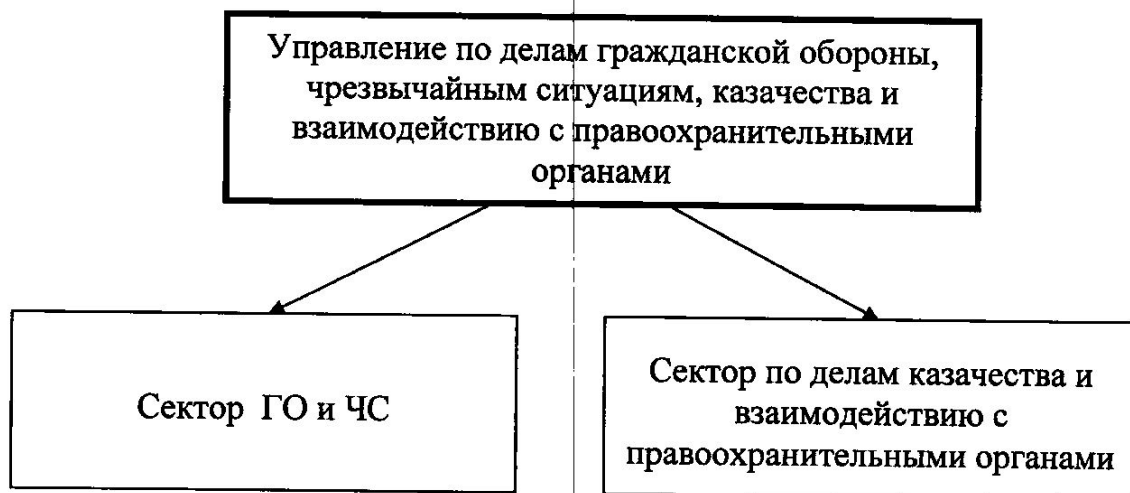 Управление по делам гражданской обороны,
чрезвычайным ситуациям, казачества и
взаимодействию с правоохранительными
органами
Сектор ГО и ЧС
Сектор по делам казачества и
взаимодействию с
правоохранительными органами